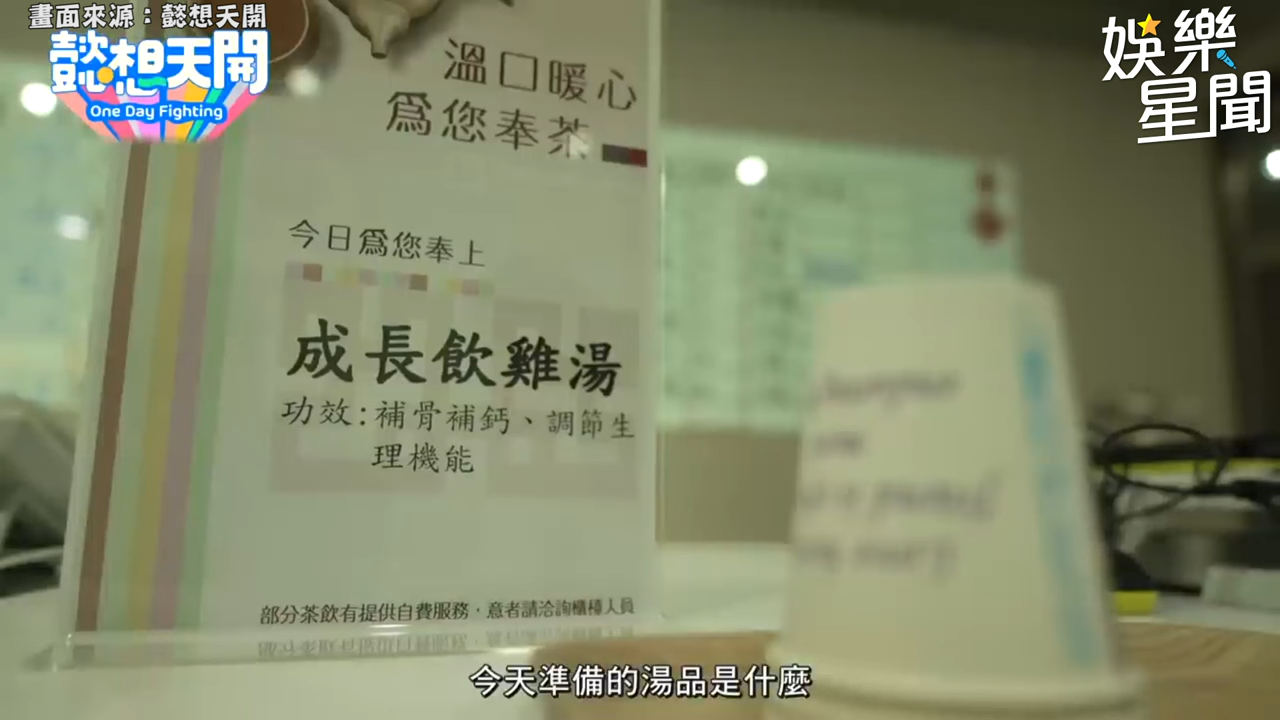 畫面來源：懿想天開
懿想天開
One Day Fighting
娛樂
星聞
溫口暖心
為您奉茶
今日為您奉上
成長飲雞湯
功效:補骨補鈣、調節生
理機能
部分茶飲有提供自費服務，意者請洽詢櫃檯人員
今天準備的湯品是什麼